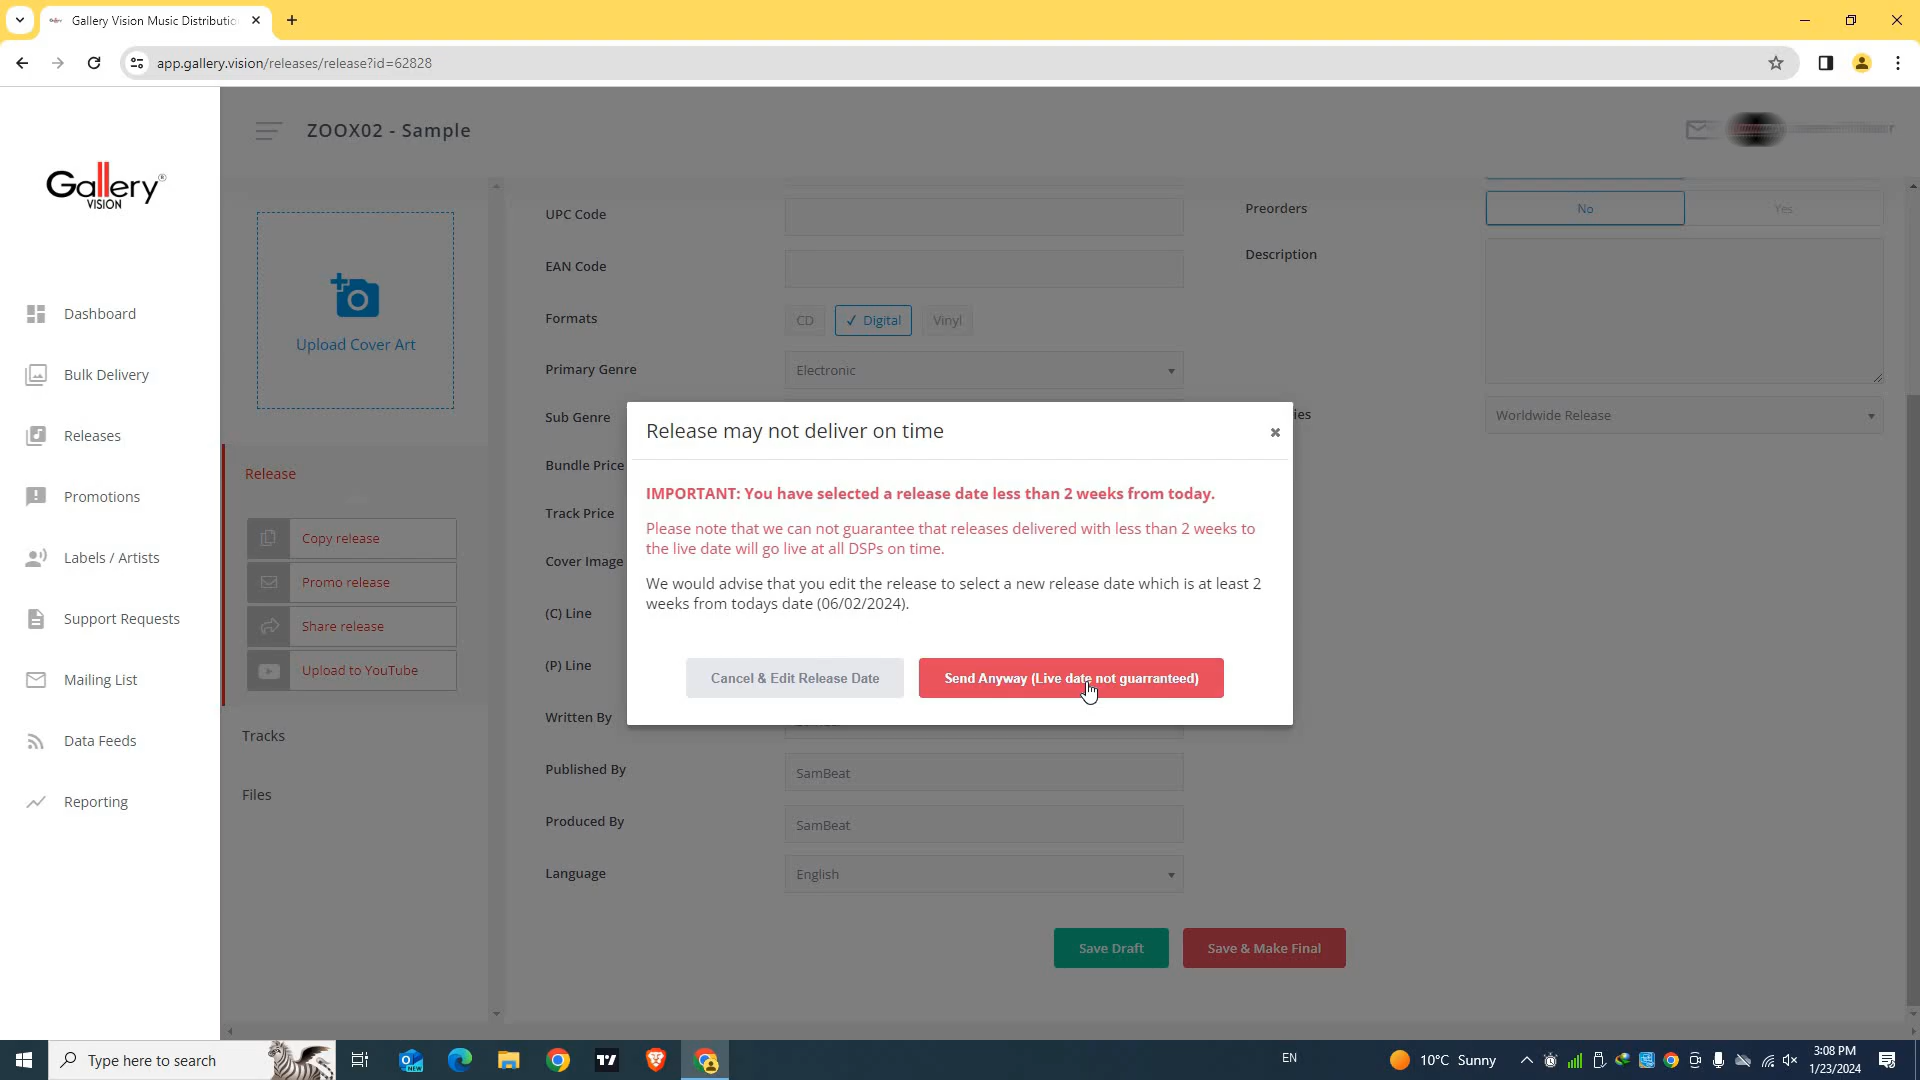 Gallery Vision Music Distributio
app.gallery.vision/releases/release?id=62828
Gallery®
VISION
ZOOX02 - Sample
Dashboard
Bulk Delivery
Releases
Promotions
Labels / Artists
Support Requests
Mailing List
Data Feeds
Reporting
Upload Cover Art
Release
Copy release
Promo release
Share release
Upload to YouTube
Tracks
Files
UPC Code
EAN Code
Formats
CD
✓ Digital
Vinyl
Primary Genre
Electronic
Sub Genre
Bundle Price
Track Price
Cover Image
(C) Line
(P) Line
Written By
Published By
SamBeat
Produced By
SamBeat
Language
English
Preorders
No
Yes
Description
ies
Worldwide Release
Release may not deliver on time
IMPORTANT: You have selected a release date less than 2 weeks from today.
Please note that we can not guarantee that releases delivered with less than 2 weeks to
the live date will go live at all DSPs on time.
We would advise that you edit the release to select a new release date which is at least 2
weeks from todays date (06/02/2024).
Cancel & Edit Release Date
Send Anyway (Live date not guarranteed)
Save Draft
Save & Make Final
Type here to search
NEW
EN
10°C Sunny
3:08 PM
1/23/2024